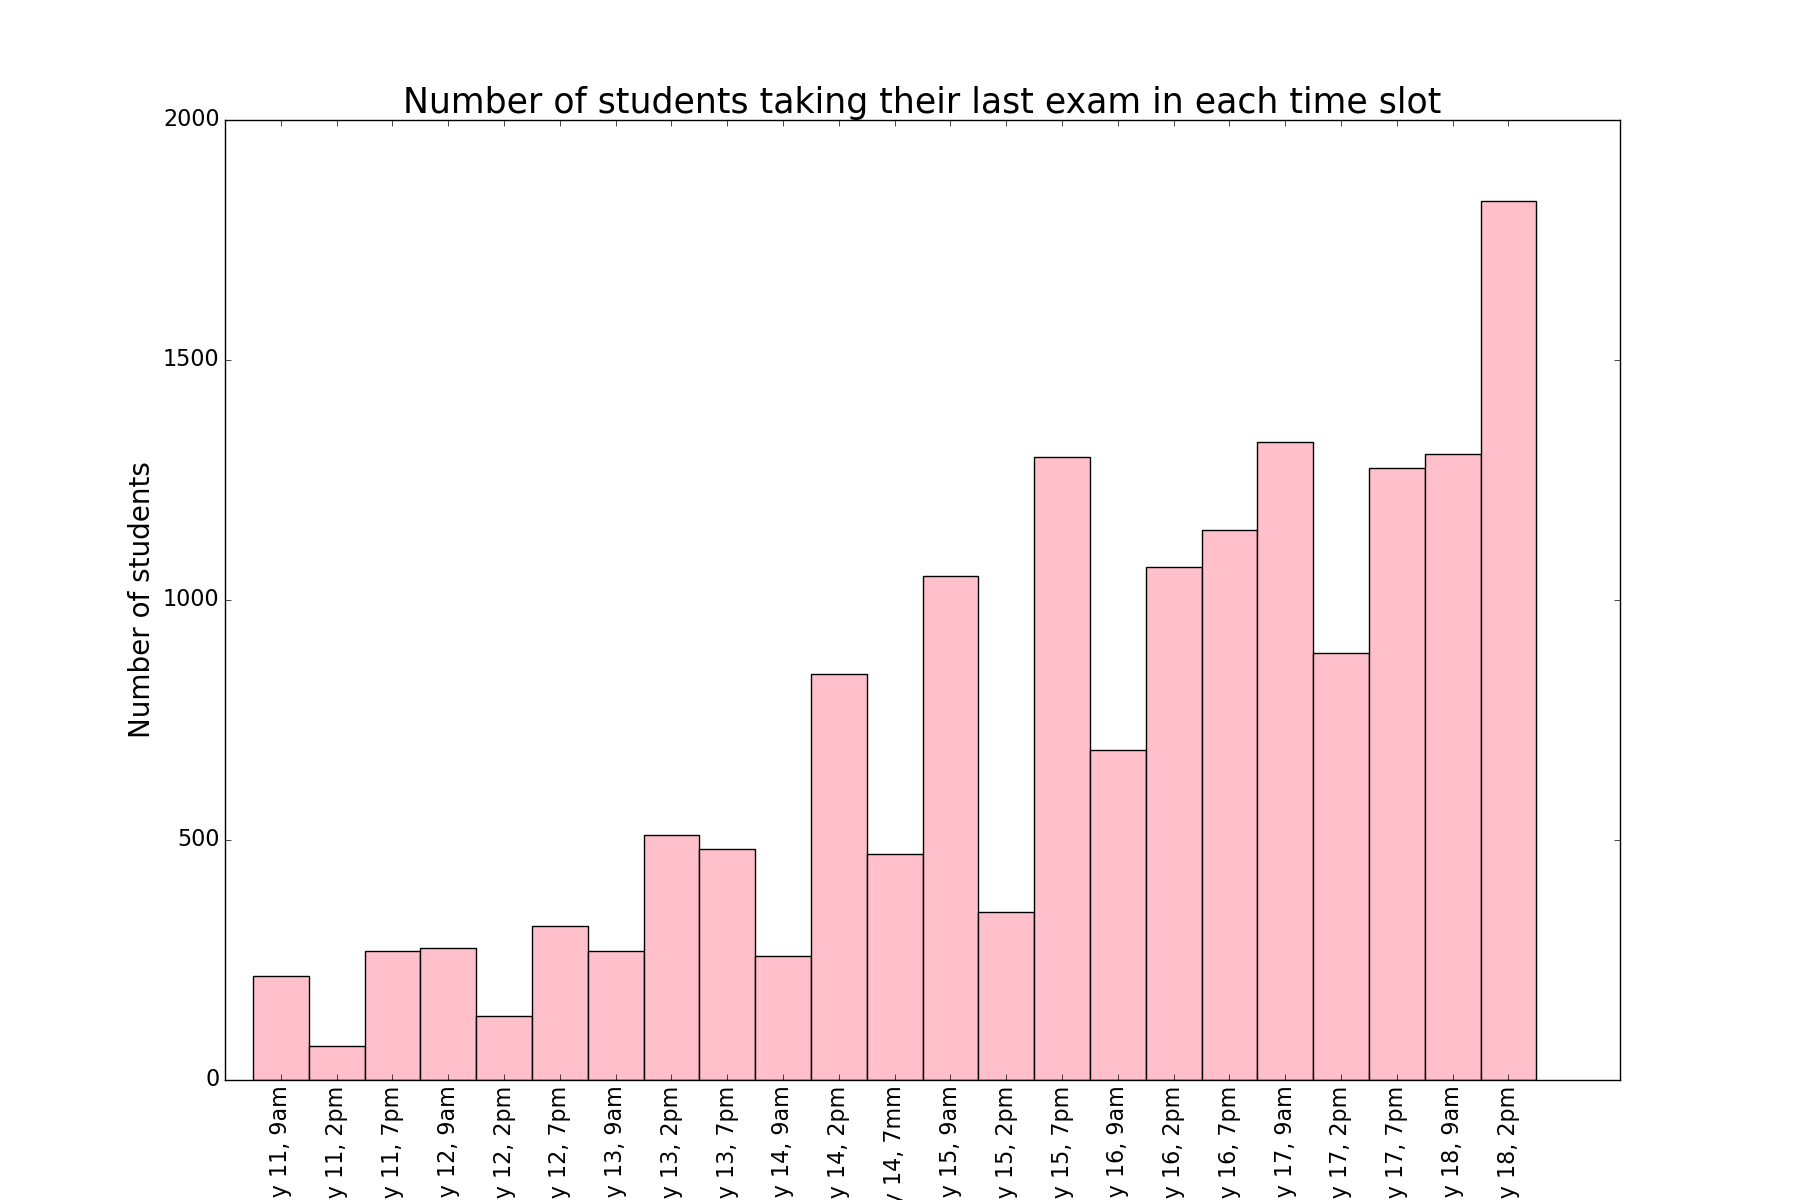 Number of students taking their last exam in each time slot
Number of students
2000
1500
1000
500
0
y 11, 9am
y 11, 2pm
y 11, 7pm
y 12, 9am
y 12, 2pm
y 12, 7pm
y 13, 9am
y 13, 2pm
y 13, 7pm
y 14, 9am
y 14, 2pm
y 14, 7mm
y 15, 9am
y 15, 2pm
y 15, 7pm
y 16, 9am
y 16, 2pm
y 16, 7pm
y 17, 9am
y 17, 2pm
y 17, 7pm
y 18, 9am
y 18, 2pm